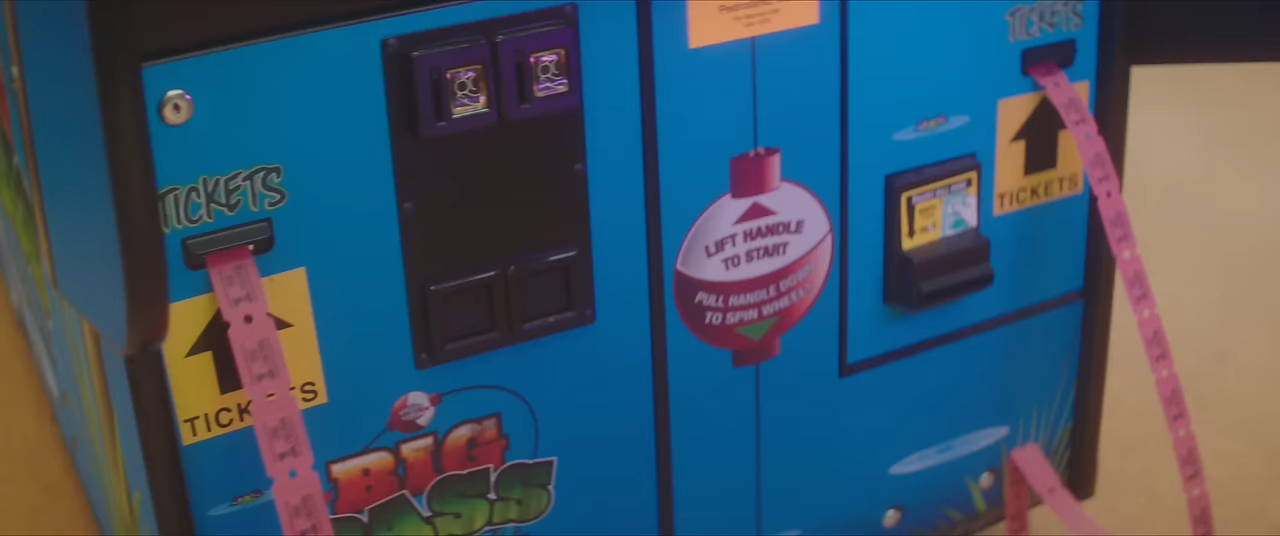 TICKETS
TICKETS
BIG
BASS
LIFT HANDLE
TO START
PULL HANDLE DOWN
TO SPIN WHEEL
TICKETS
TICKETS